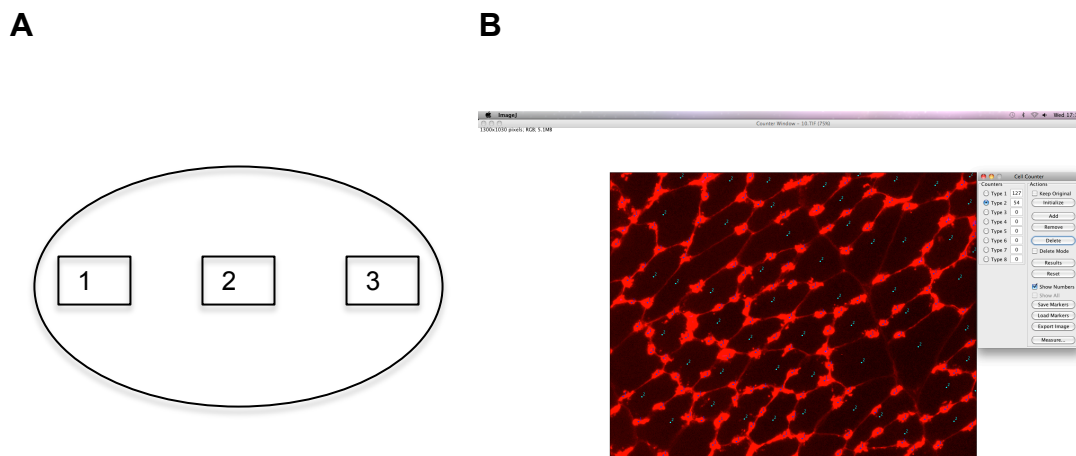 A
B
ImageJ
Wed 17:
Counter Window - 10.TIF (75%)
1300x1030 pixels; RGB; 5.1MB
1
2
3
Cell Counter
Counters
Actions
Type 1 127
Keep Original
Type 2 54
Initialize
Type 3 0
Type 4 0
Add
Type 5 0
Remove
Type 6 0
Delete
Type 7 0
Delete Mode
Type 8 0
Results
Reset
Show Numbers
Show All
Save Markers
Load Markers
Export Image
Measure...